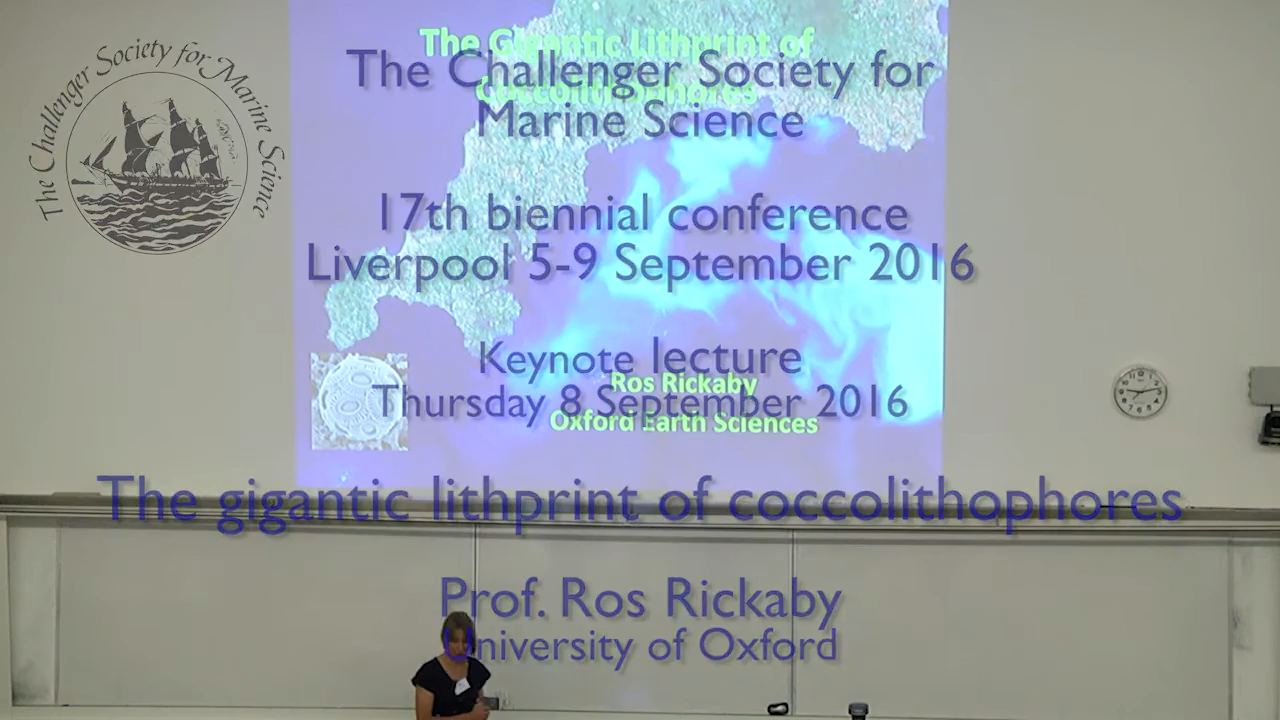 The Challenger Society for Marine Science
The Gigantic Lithprint of
Coccolithophores
The Challenger Society for
Marine Science
17th biennial conference
Liverpool 5-9 September 2016
Keynote lecture
Thursday 8 September 2016
Ros Rickaby
Oxford Earth Sciences
The gigantic lithprint of coccolithophores
Prof. Ros Rickaby
University of Oxford